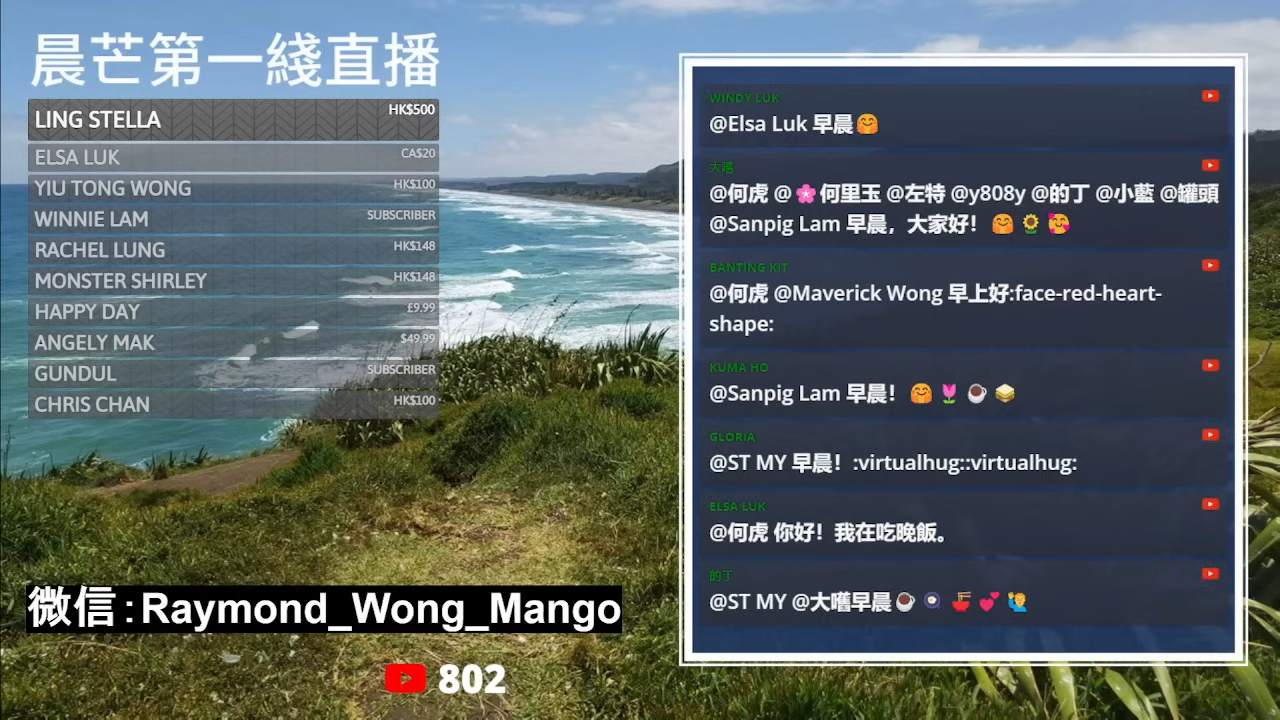 晨芒第一綫直播
LING STELLA HK$500
ELSA LUK CA$20
YIU TONG WONG HK$100
WINNIE LAM SUBSCRIBER
RACHEL LUNG HK$148
MONSTER SHIRLEY HK$148
HAPPY DAY £9.99
ANGELY MAK $49.99
GUNDUL SUBSCRIBER
CHRIS CHAN HK$100
微信:Raymond_Wong_Mango
802
WINDY LUK
@Elsa Luk 早晨🤗
大嚿
@何虎 @🌸何里玉 @左特 @y808y @的丁 @小藍 @罐頭
@Sanpig Lam 早晨，大家好！🤗🌻🥰
BANTING KIT
@何虎 @Maverick Wong 早上好:face-red-heart-
shape:
KUMA HO
@Sanpig Lam 早晨！🤗🌷☕🥪
GLORIA
@ST MY 早晨！:virtualhug::virtualhug:
ELSA LUK
@何虎 你好！我在吃晚飯。
的丁
@ST MY @大嚿早晨☕🍳🍜💕🙋